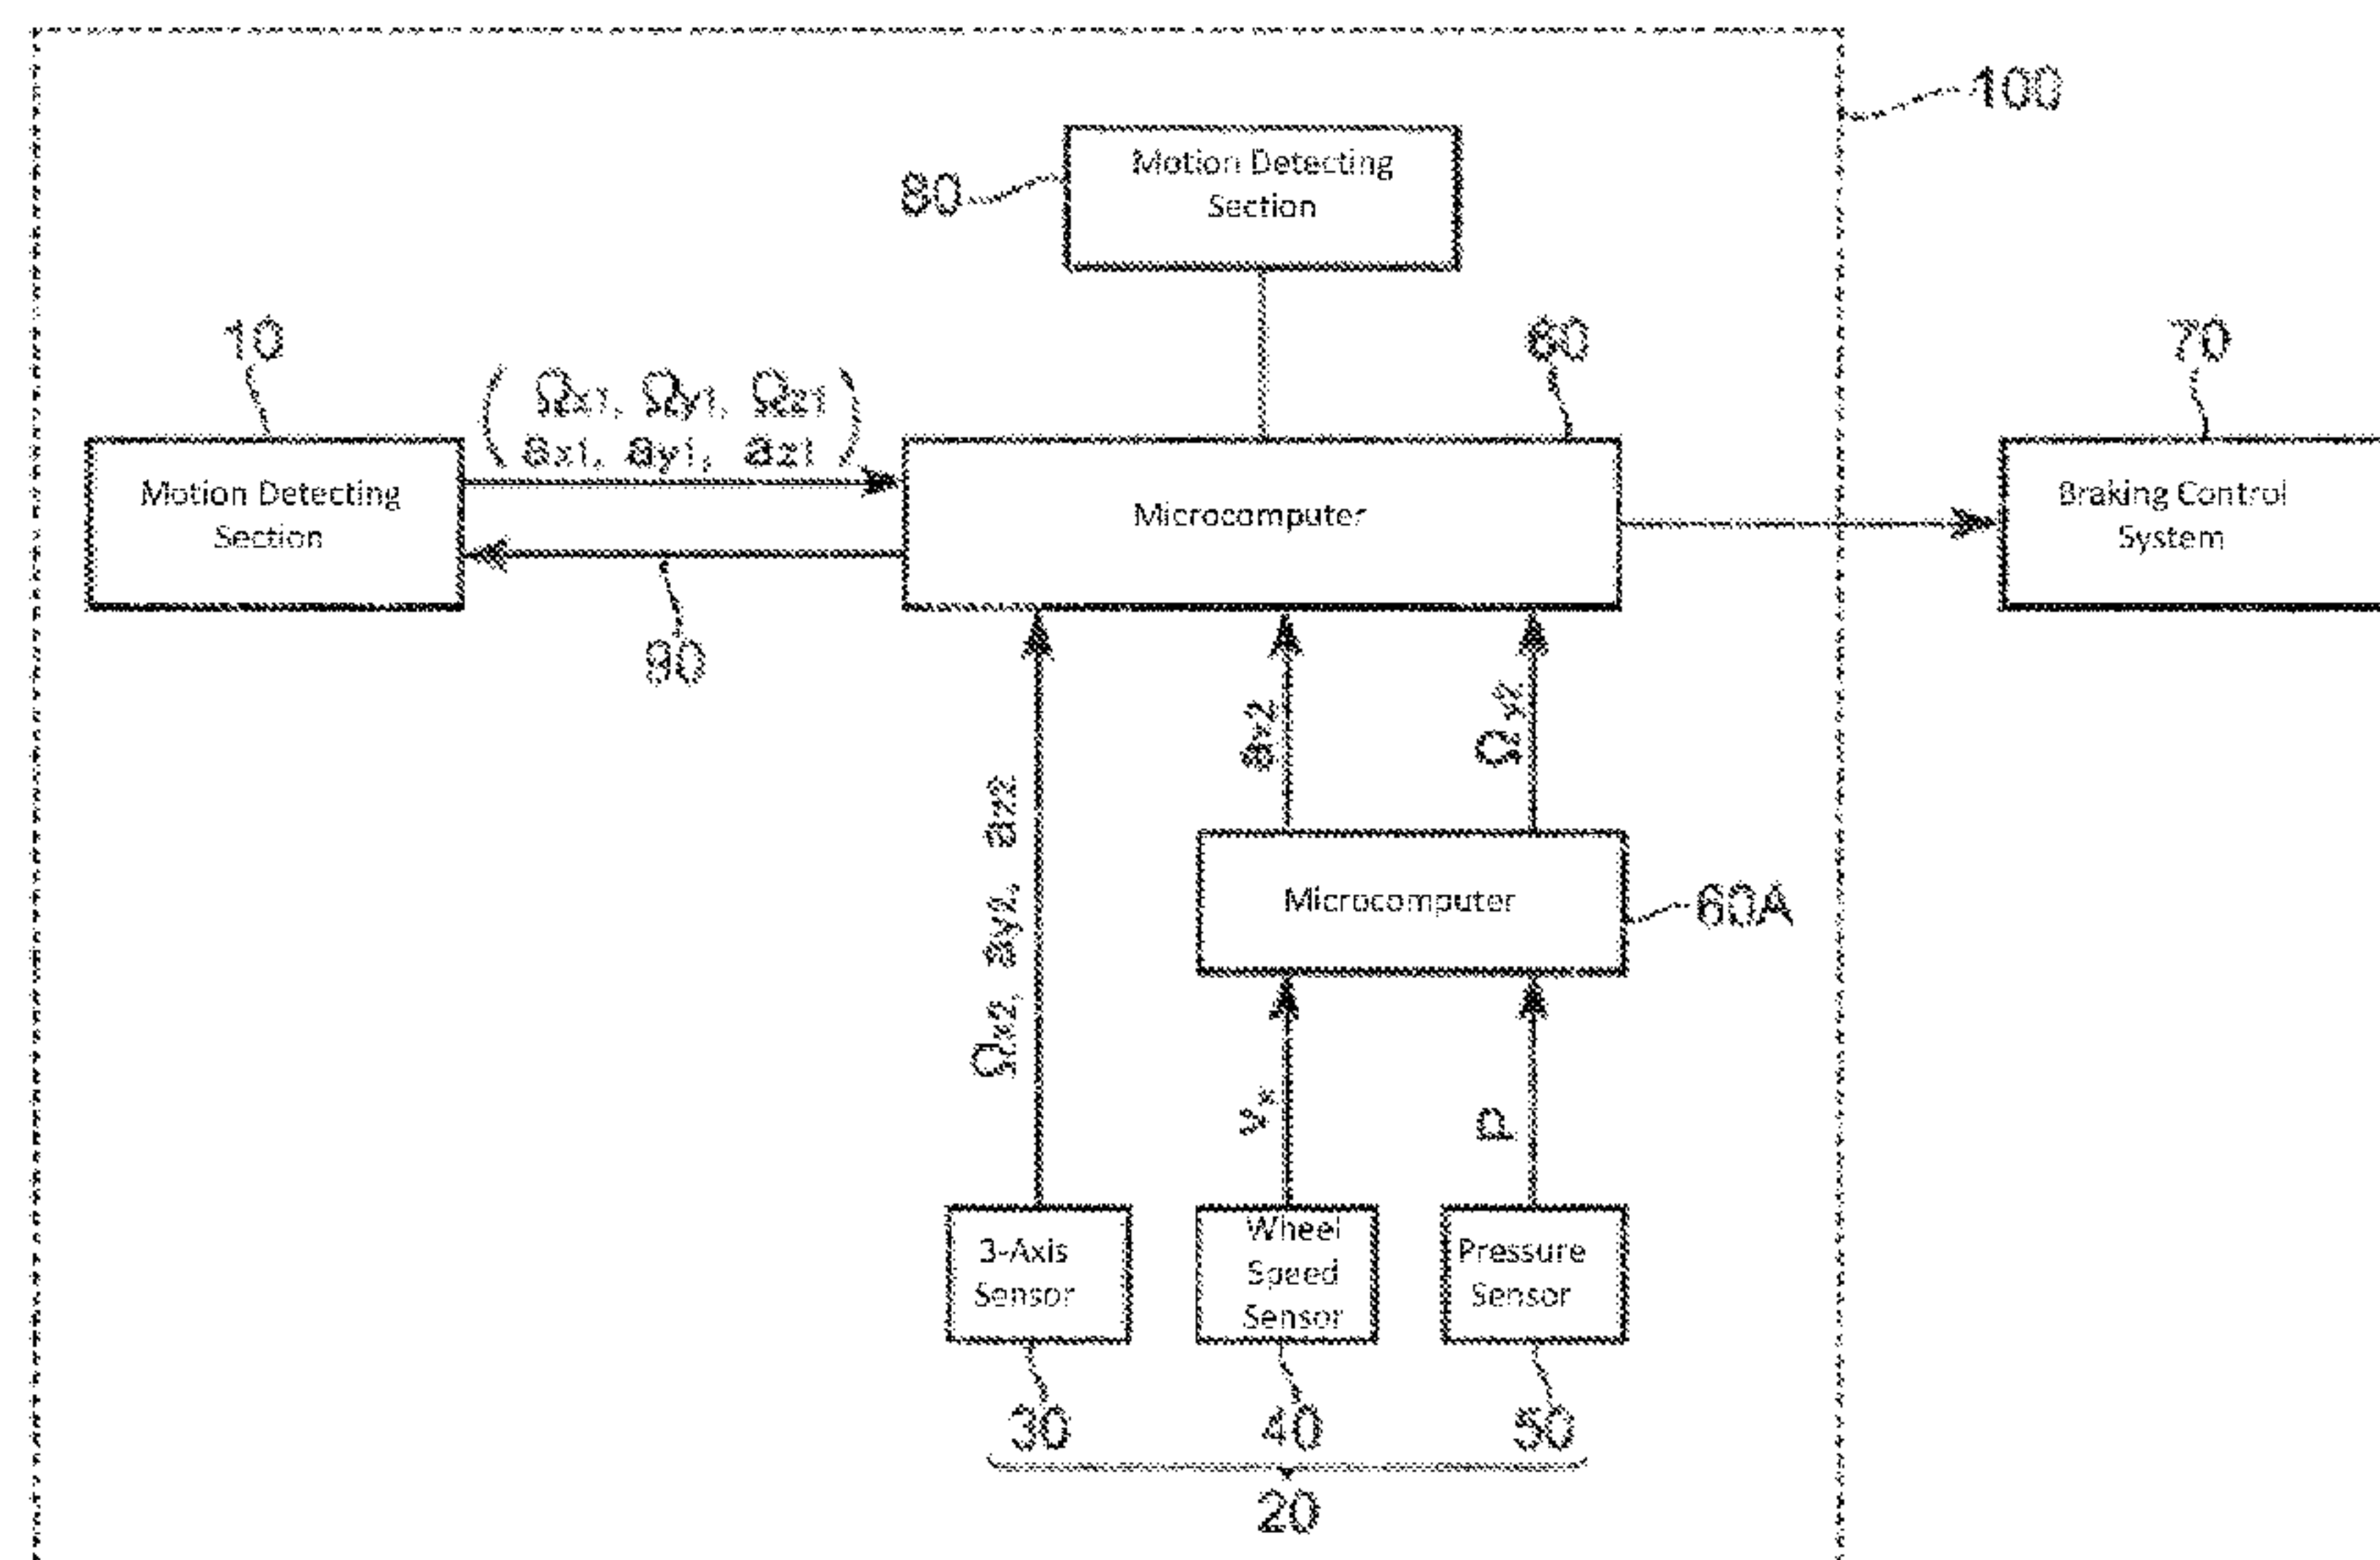 100
Motion Detecting
Section
80
10
60
70
Ωx1, Ωy1, Ωz1
ax1, ay1, az1
Motion Detecting
Section
Microcomputer
Braking Control
System
90
Ωx2, ay2, az2
Ωy2
Microcomputer
60A
Vx
P
3-Axis
Sensor
Wheel
Speed
Sensor
Pressure
Sensor
30
40
50
20